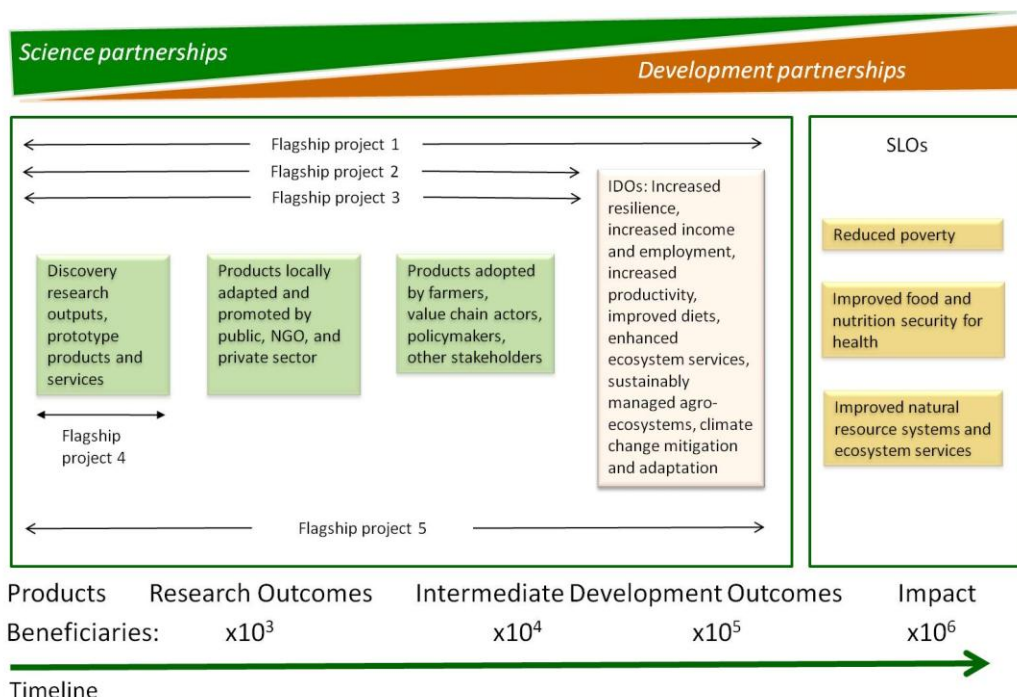 Science partnerships
Development partnerships
Flagship project 1
Flagship project 2
Flagship project 3
Discovery
research
outputs,
prototype
products and
services
Flagship
project 4
Products locally
adapted and
promoted by
public, NGO, and
private sector
Products adopted
by farmers,
value chain actors,
policymakers,
other stakeholders
IDOs: Increased
resilience,
increased income
and employment,
increased
productivity,
improved diets,
enhanced
ecosystem services,
sustainably
managed agro-
ecosystems, climate
change mitigation
and adaptation
Flagship project 5
SLOs
Reduced poverty
Improved food and
nutrition security for
health
Improved natural
resource systems and
ecosystem services
Products Research Outcomes Intermediate Development Outcomes Impact
Beneficiaries: x10³ x10⁴ x10⁵ x10⁶
Timeline